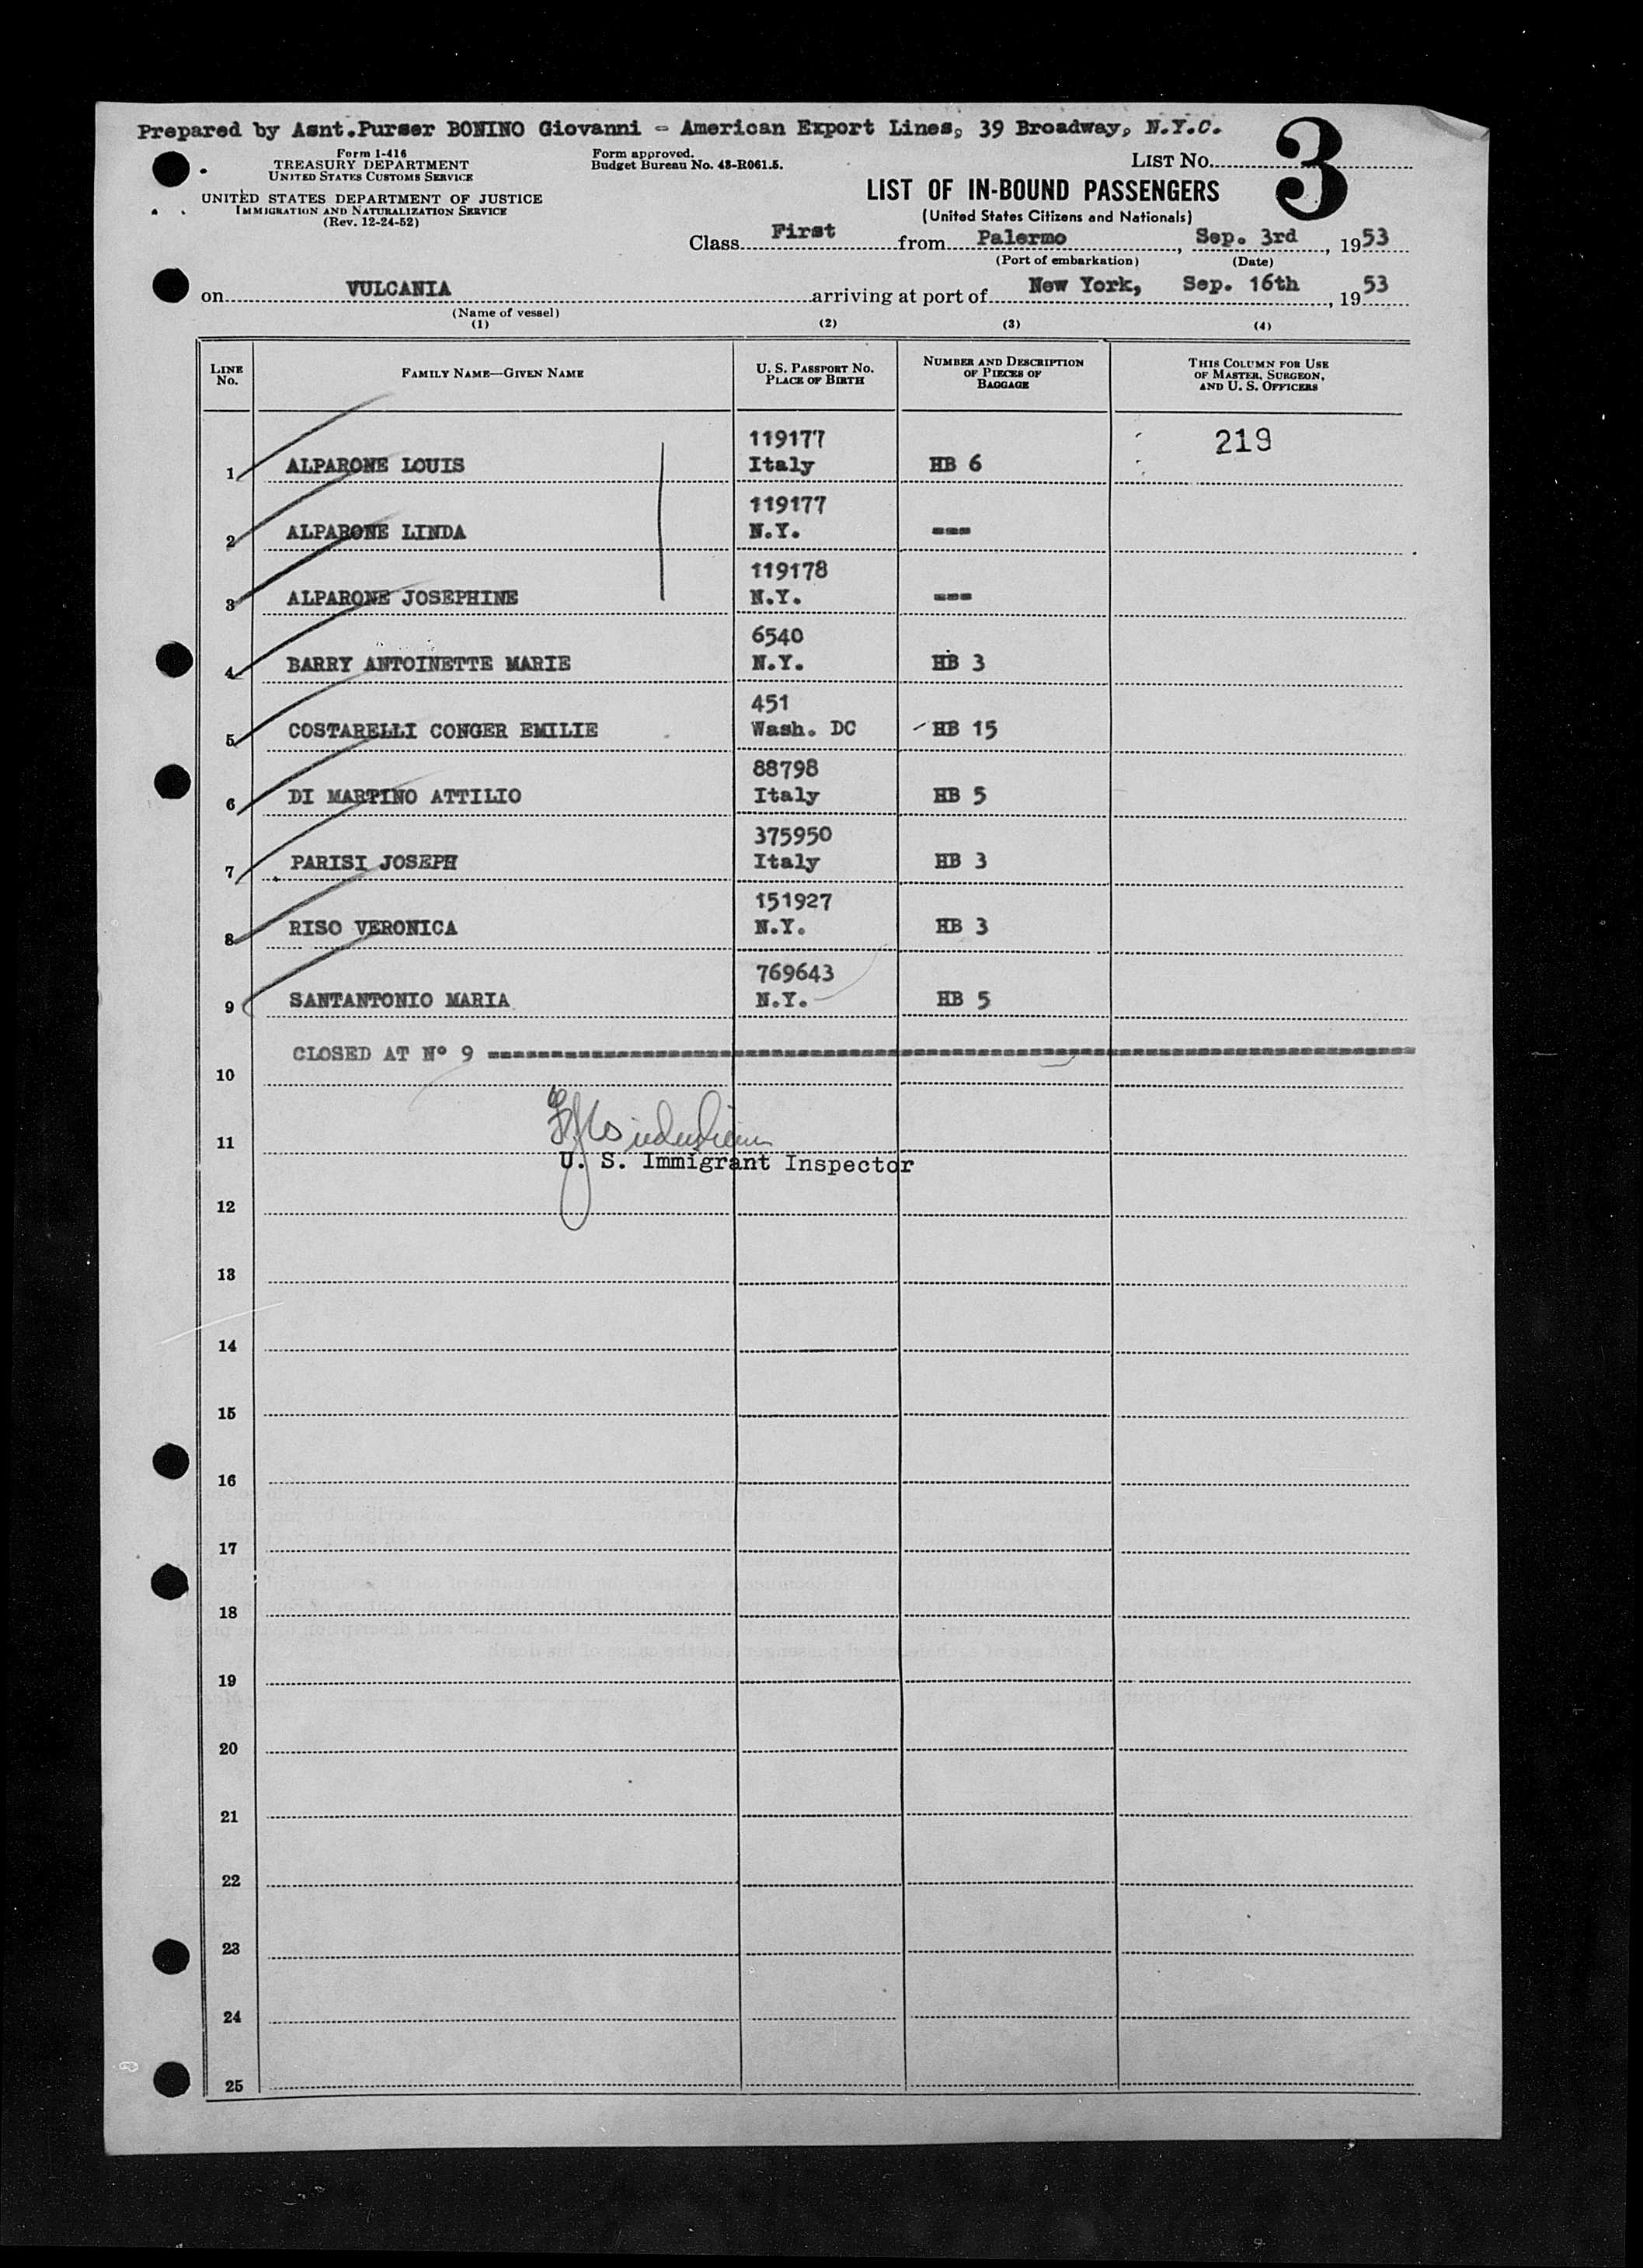 Prepared by Asnt.Purser BONINO Giovanni - American Export Lines, 39 Broadway, N.Y.C.
Form I-416
TREASURY DEPARTMENT
UNITED STATES CUSTOMS SERVICE
UNITED STATES DEPARTMENT OF JUSTICE
IMMIGRATION AND NATURALIZATION SERVICE
(Rev. 12-24-52)
Form approved.
Budget Bureau No. 43-R061.5.
LIST No. 3
LIST OF IN-BOUND PASSENGERS
(United States Citizens and Nationals)
Class First from Palermo, Sep. 3rd, 1953
(Port of embarkation) (Date)
on VULCANIA arriving at port of New York, Sep. 16th, 1953
(Name of vessel)
(1) (2) (3) (4)
LINE No. FAMILY NAME—GIVEN NAME U. S. PASSPORT NO. PLACE OF BIRTH NUMBER AND DESCRIPTION OF PIECES OF BAGGAGE THIS COLUMN FOR USE OF MASTER, SURGEON, AND U. S. OFFICERS
119177 219
1 ALPARONE LOUIS Italy HB 6
119177
2 ALPARONE LINDA N.Y. ---
119178
3 ALPARONE JOSEPHINE N.Y. ---
6540
4 BARRY ANTOINETTE MARIE N.Y. HB 3
451
5 COSTARELLI CONGER EMILIE Wash. DC HB 15
88798
6 DI MARTINO ATTILIO Italy HB 5
375950
7 PARISI JOSEPH Italy HB 3
151927
8 RISO VERONICA N.Y. HB 3
769643
9 SANTANTONIO MARIA N.Y. HB 5
CLOSED AT Nº 9
10
11
U. S. Immigrant Inspector
12
13
14
15
16
17
18
19
20
21
22
23
24
25